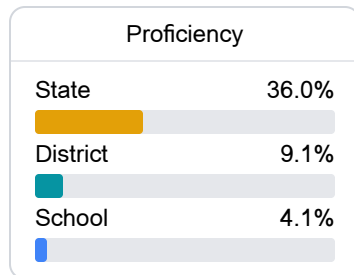 Proficiency
State 36.0%
District 9.1%
School 4.1%